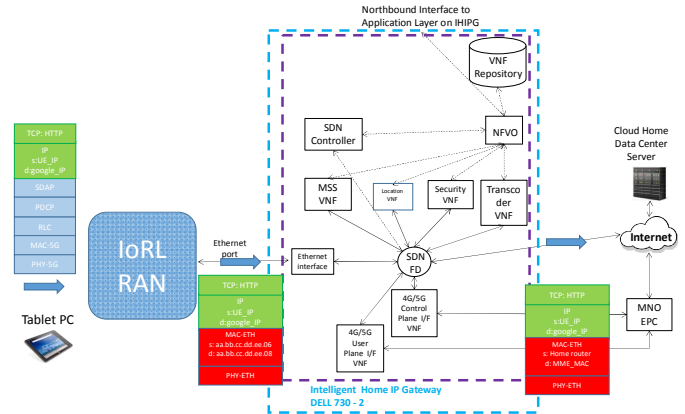 Northbound Interface to
Application Layer on IHIPG
VNF
Repository
TCP: HTTP
IP
s:UE_IP
d:google_IP
SDAP
PDCP
RLC
MAC-5G
PHY-5G
Tablet PC
IoRL
RAN
Ethernet
port
TCP: HTTP
IP
s:UE_IP
d:google_IP
MAC-ETH
s: aa.bb.cc.dd.ee.06
d: aa.bb.cc.dd.ee.08
PHY-ETH
Ethernet
interface
SDN
Controller
NFVO
MSS
VNF
Location
VNF
Security
VNF
Transco
der VNF
SDN
FD
4G/5G
Control
Plane I/F
VNF
4G/5G
User
Plane I/F
VNF
Intelligent Home IP Gateway
DELL 730 - 2
Cloud Home
Data Center
Server
Internet
MNO
EPC
TCP: HTTP
IP
s:UE_IP
d:google_IP
MAC-ETH
s: Home router
d: MME_MAC
PHY-ETH